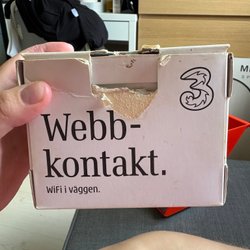 3
Webb-
kontakt.
WiFi i väggen.